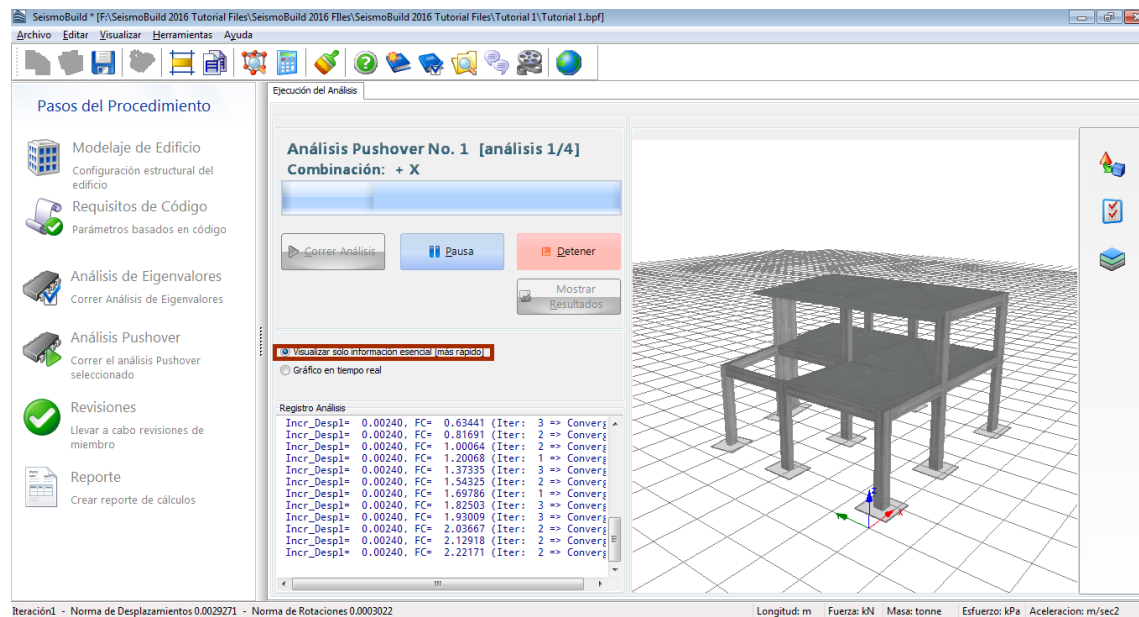 SeismoBuild * [F:\SeismoBuild 2016 Tutorial Files\SeismoBuild 2016 FIles\SeismoBuild 2016 Tutorial Files\Tutorial 1\Tutorial 1.bpf]
Archivo Editar Visualizar Herramientas Ayuda
Pasos del Procedimiento
Modelaje de Edificio
Configuración estructural del
edificio
Requisitos de Código
Parámetros basados en código
Análisis de Eigenvalores
Correr Análisis de Eigenvalores
Análisis Pushover
Correr el análisis Pushover
seleccionado
Revisiones
Llevar a cabo revisiones de
miembro
Reporte
Crear reporte de cálculos
Ejecución del Análisis
Análisis Pushover No. 1 [análisis 1/4]
Combinación: + X
Correr Análisis
Pausa
Detener
Mostrar
Resultados
Visualizar solo información esencial [más rápido]
Gráfico en tiempo real
Registro Análisis
Incr_Despl= 0.00240, FC= 0.63441 (Iter: 3 => Converg
Incr_Despl= 0.00240, FC= 0.81691 (Iter: 2 => Converg
Incr_Despl= 0.00240, FC= 1.00064 (Iter: 2 => Converg
Incr_Despl= 0.00240, FC= 1.20068 (Iter: 1 => Converg
Incr_Despl= 0.00240, FC= 1.37335 (Iter: 3 => Converg
Incr_Despl= 0.00240, FC= 1.54325 (Iter: 2 => Converg
Incr_Despl= 0.00240, FC= 1.69786 (Iter: 1 => Converg
Incr_Despl= 0.00240, FC= 1.82503 (Iter: 3 => Converg
Incr_Despl= 0.00240, FC= 1.93009 (Iter: 3 => Converg
Incr_Despl= 0.00240, FC= 2.03667 (Iter: 2 => Converg
Incr_Despl= 0.00240, FC= 2.12918 (Iter: 2 => Converg
Incr_Despl= 0.00240, FC= 2.22171 (Iter: 2 => Converg
z
x
Iteración1 - Norma de Desplazamientos 0.0029271 - Norma de Rotaciones 0.0003022
Longitud: m Fuerza: kN Masa: tonne Esfuerzo: kPa Aceleracion: m/sec2